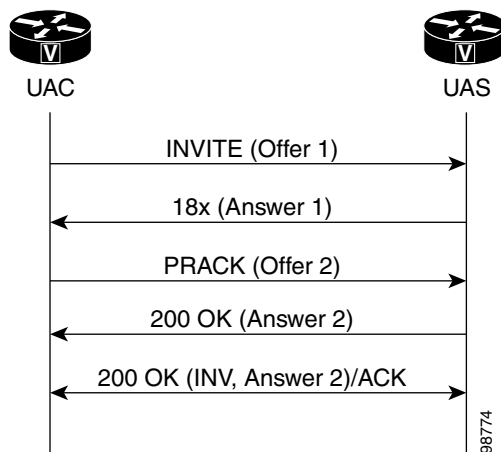 V
V
UAC
UAS
INVITE (Offer 1)
18x (Answer 1)
PRACK (Offer 2)
200 OK (Answer 2)
200 OK (INV, Answer 2)/ACK
98774